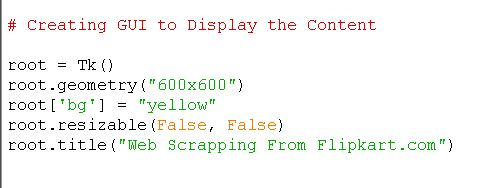 # Creating GUI to Display the Content
root = Tk()
root.geometry("600x600")
root['bg'] = "yellow"
root.resizable(False, False)
root.title("Web Scrapping From Flipkart.com")